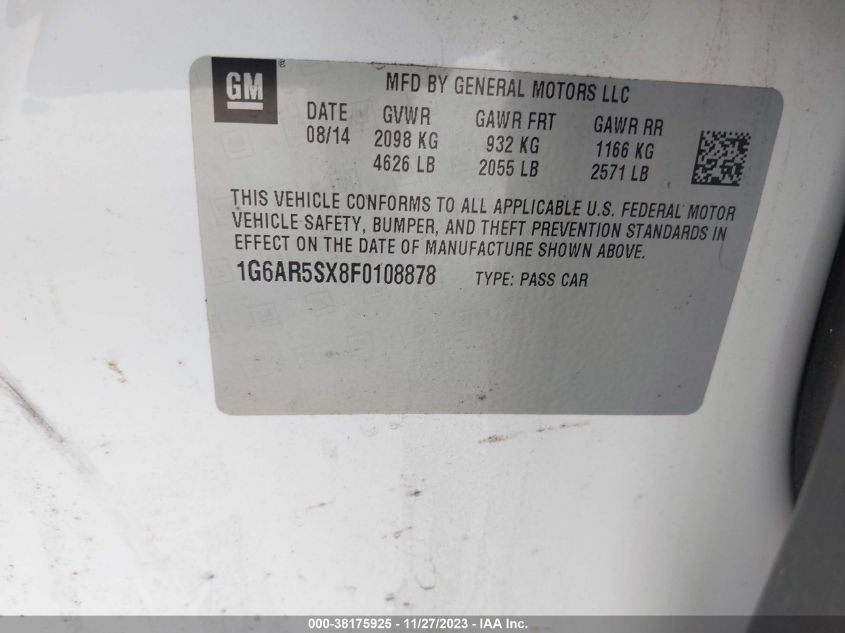 GM
MFD BY GENERAL MOTORS LLC
DATE GVWR GAWR FRT GAWR RR
08/14 2098 KG 932 KG 1166 KG
4626 LB 2055 LB 2571 LB
THIS VEHICLE CONFORMS TO ALL APPLICABLE U.S. FEDERAL MOTOR
VEHICLE SAFETY, BUMPER, AND THEFT PREVENTION STANDARDS IN
EFFECT ON THE DATE OF MANUFACTURE SHOWN ABOVE.
1G6AR5SX8F0108878 TYPE: PASS CAR
000-38175925 - 11/27/2023 - IAA Inc.